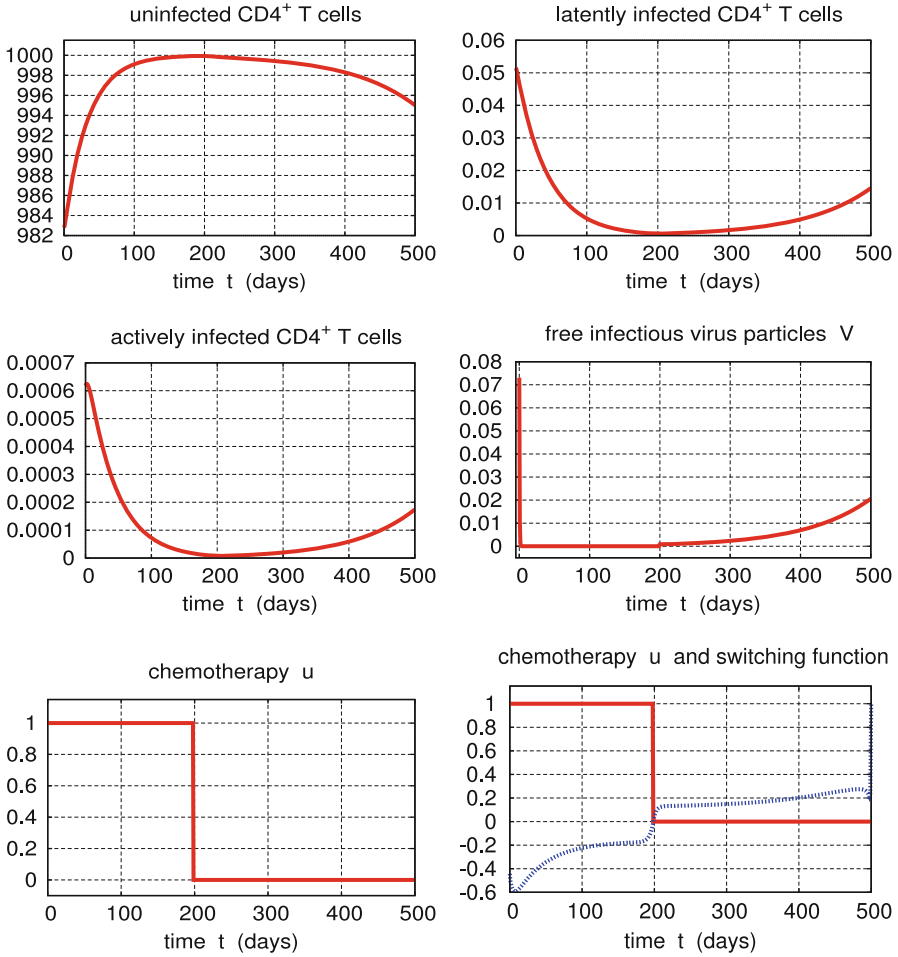 uninfected CD4⁺ T cells
1000
998
996
994
992
990
988
986
984
982
0 100 200 300 400 500
time t (days)
latently infected CD4⁺ T cells
0.06
0.05
0.04
0.03
0.02
0.01
0
0 100 200 300 400 500
time t (days)
actively infected CD4⁺ T cells
0.0007
0.0006
0.0005
0.0004
0.0003
0.0002
0.0001
0
0 100 200 300 400 500
time t (days)
free infectious virus particles V
0.08
0.07
0.06
0.05
0.04
0.03
0.02
0.01
0
0 100 200 300 400 500
time t (days)
chemotherapy u
1
0.8
0.6
0.4
0.2
0
0 100 200 300 400 500
time t (days)
chemotherapy u and switching function
1
0.8
0.6
0.4
0.2
0
-0.2
-0.4
-0.6
0 100 200 300 400 500
time t (days)